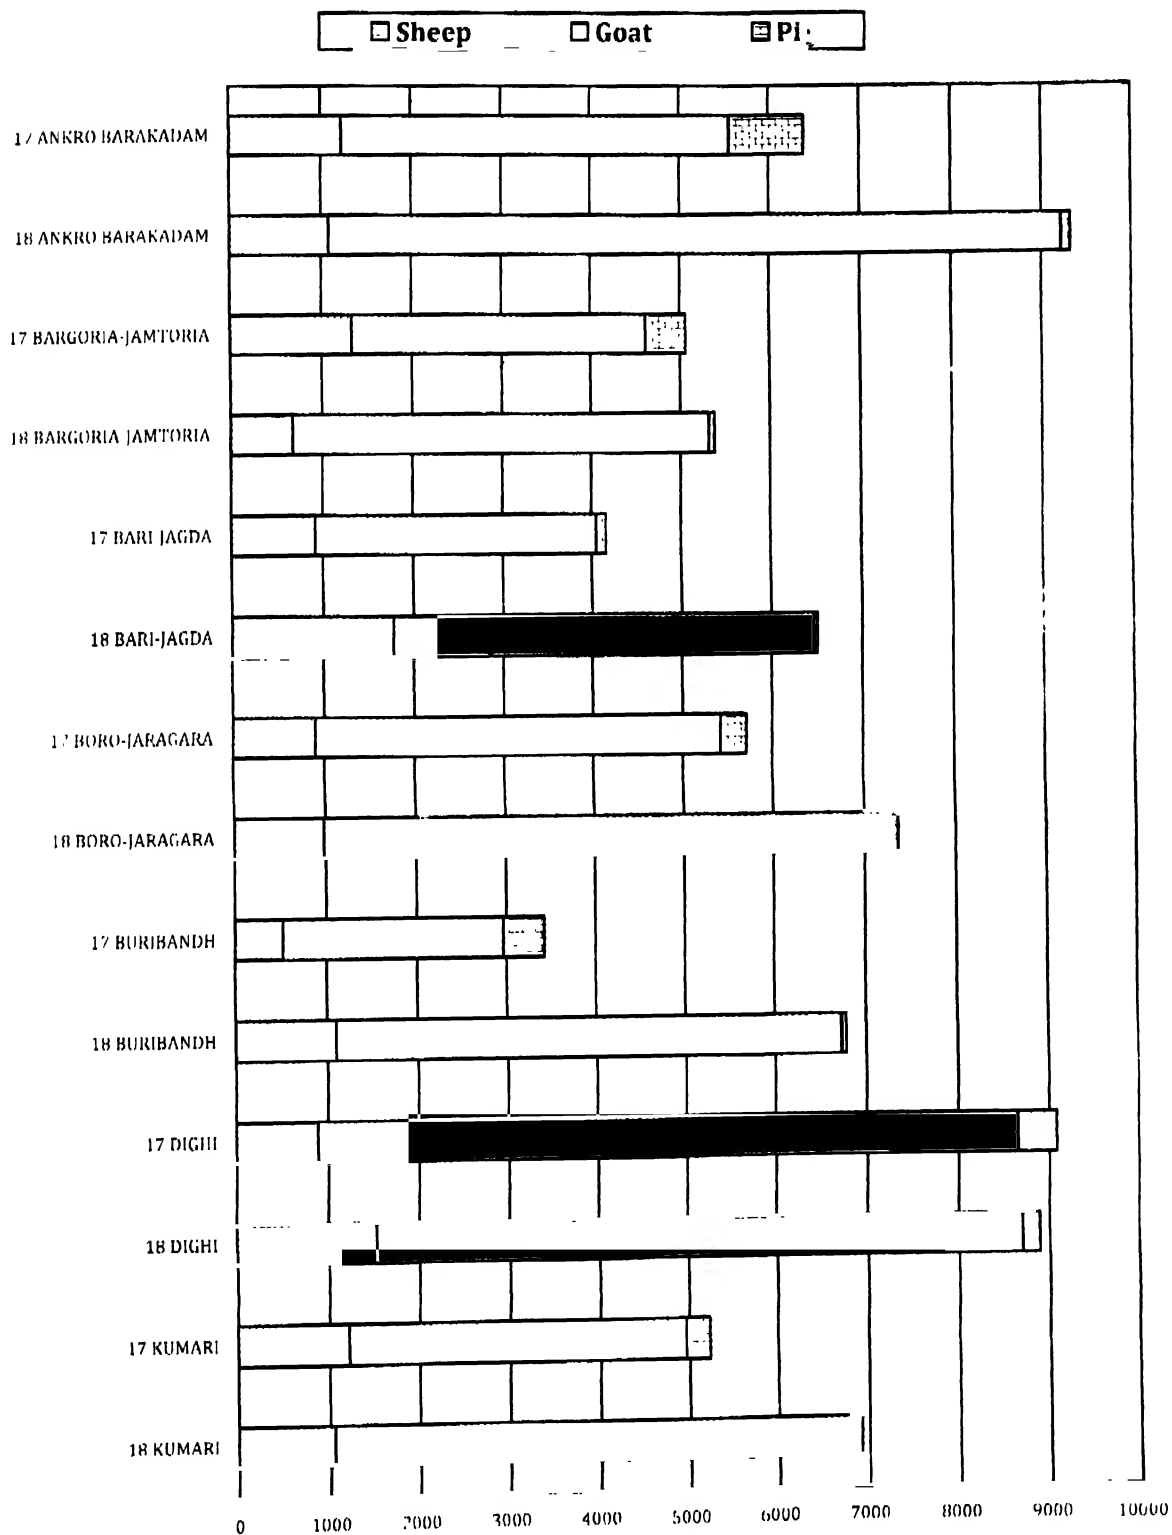 Sheep Goat Pi
17 ANKRO BARAKADAM
18 ANKRO BARAKADAM
17 BARGORIA-JAMTORIA
18 BARGORIA JAMTORIA
17 BARI JAGDA
18 BARI-JAGDA
17 BORO-JARAGARA
18 BORO-JARAGARA
17 BURIBANDH
18 BURIBANDH
17 DIGHI
18 DIGHI
17 KUMARI
18 KUMARI
0 1000 2000 3000 4000 5000 6000 7000 8000 9000 10000